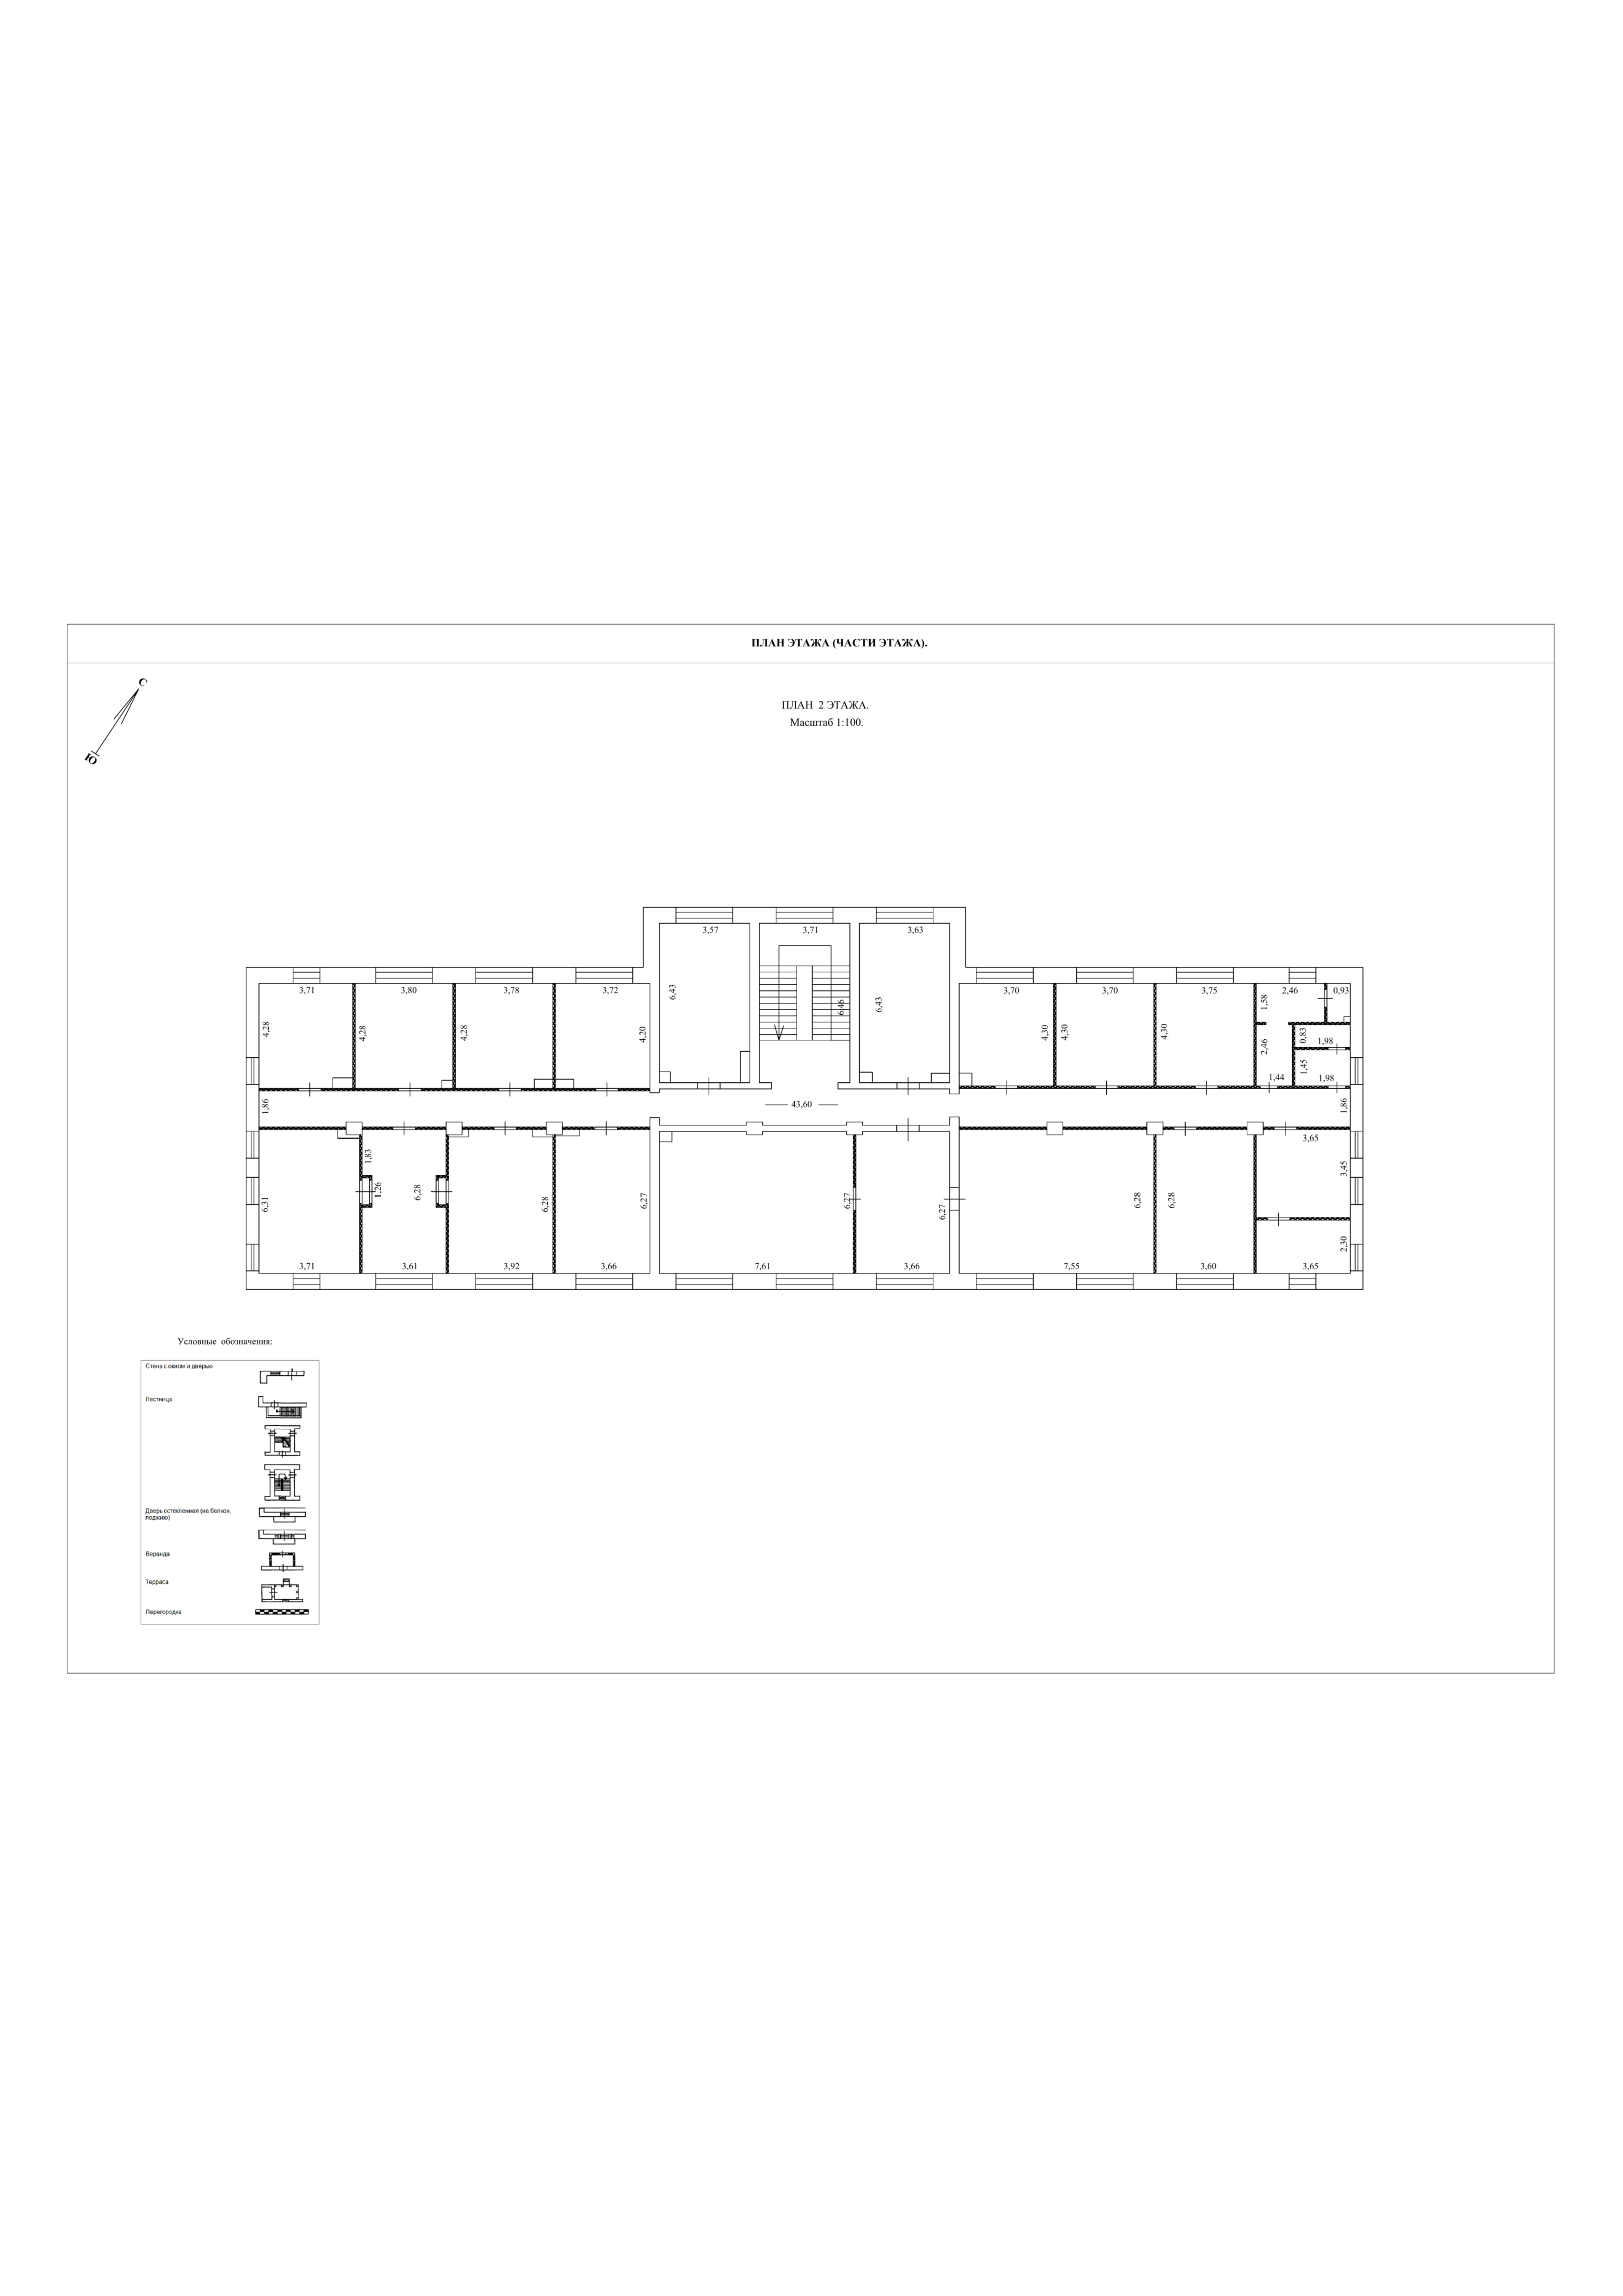 ПЛАН ЭТАЖА (ЧАСТИ ЭТАЖА).
С
Ю
ПЛАН 2 ЭТАЖА.
Масштаб 1:100.
3,57 3,71 3,63
6,43 6,46 6,43
3,71 3,80 3,78 3,72 3,70 3,70 3,75 2,46 0,93
4,28 4,28 4,28 4,20 4,30 4,30 4,30 1,58
2,46 0,83 1,98
1,45
1,44 1,98
1,86 43,60 1,86
3,65
1,83 3,45
1,26
6,31 6,28 6,28 6,27 6,27 6,27 6,28 6,28
2,30
3,71 3,61 3,92 3,66 7,61 3,66 7,55 3,60 3,65
Условные обозначения:
Стена с окном и дверью
Лестница
Дверь остекленная (на балкон,
лоджию)
Веранда
Терраса
Перегородка